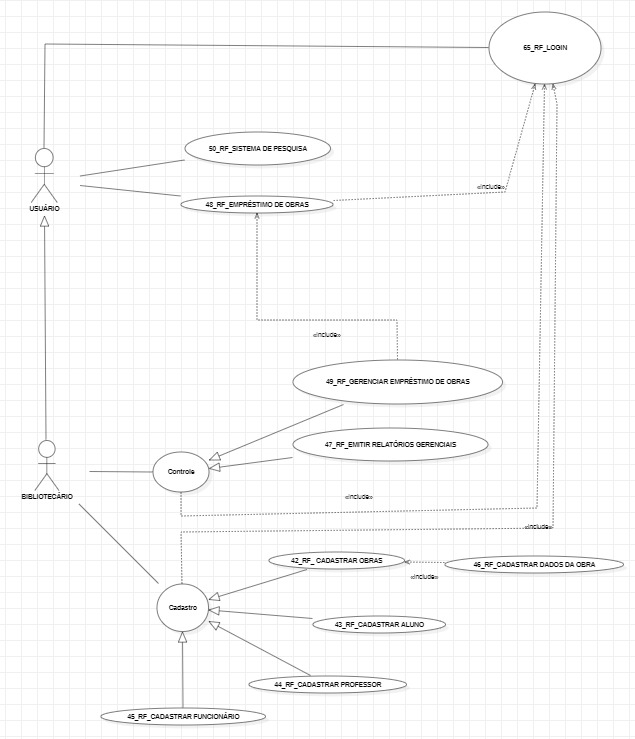 65_RF_LOGIN
50_RF_SISTEMA DE PESQUISA
«include»
USUÁRIO
48_RF_EMPRÉSTIMO DE OBRAS
«include»
49_RF_GERENCIAR EMPRÉSTIMO DE OBRAS
47_RF_EMITIR RELATÓRIOS GERENCIAIS
Controle
BIBLIOTECÁRIO
«include»
«include»
42_RF_ CADASTRAR OBRAS
46_RF_CADASTRAR DADOS DA OBRA
«include»
Cadastro
43_RF_CADASTRAR ALUNO
44_RF_CADASTRAR PROFESSOR
45_RF_CADASTRAR FUNCIONÁRIO